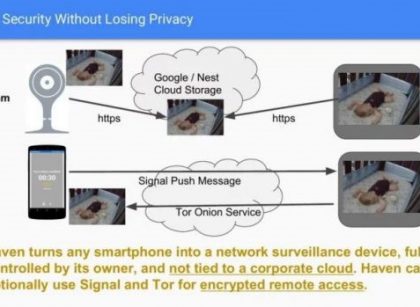 Security Without Losing Privacy
Google / Nest
Cloud Storage
m
https
https
00:30
Signal Push Message
Tor Onion Service
aven turns any smartphone into a network surveillance device, ful
ntrolled by its owner, and not tied to a corporate cloud. Haven ca
ptionally use Signal and Tor for encrypted remote access.